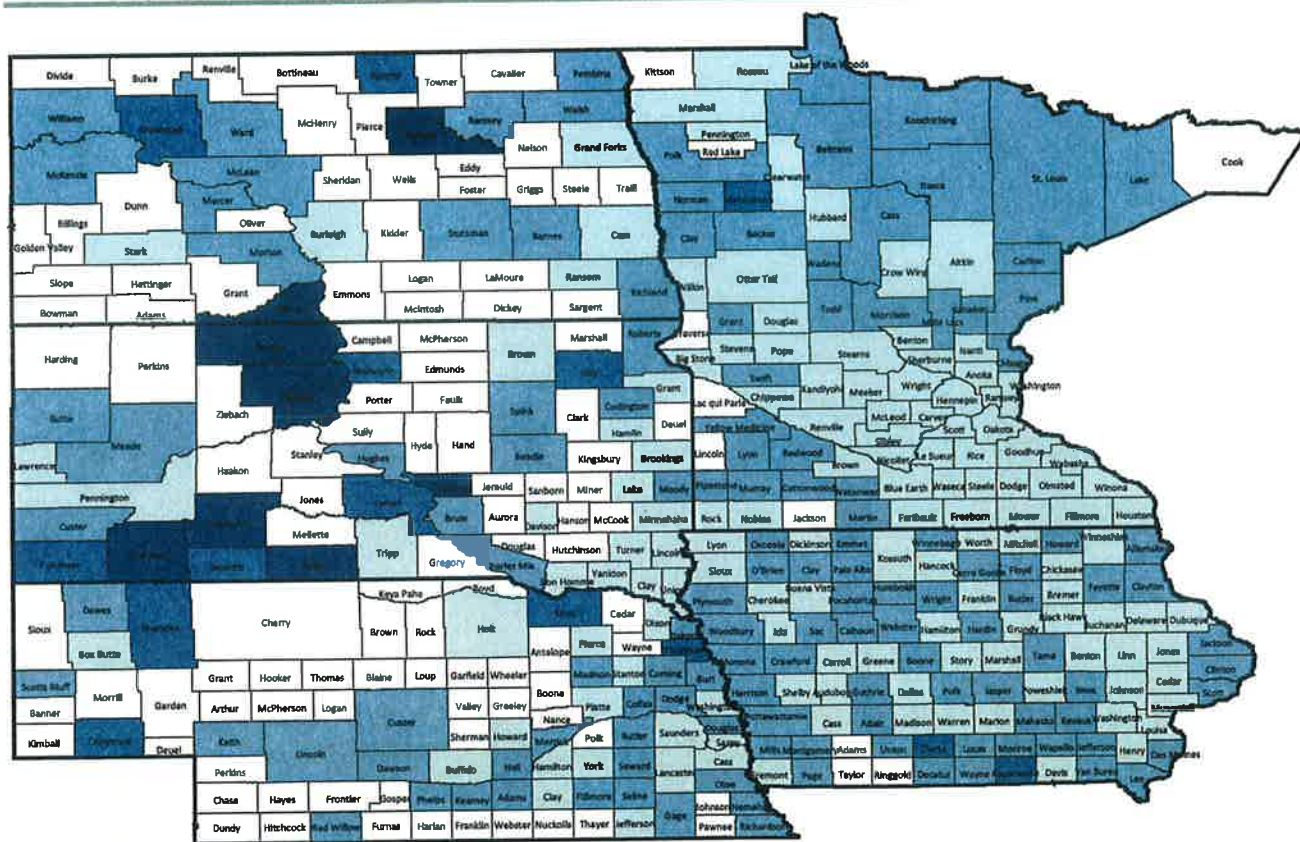 Divide
Burke
Renville
Bottineau
Towner
Cavalier
Pembina
Kittson
Roseau
Lake of the Woods
Williams
Ward
McHenry
Pierce
Ramsey
Walsh
Marshall
Koochiching
Cook
Pennington
Red Lake
Polk
Beltrami
Nelson
Grand Forks
McKenzie
McLean
Sheridan
Wells
Eddy
Foster
Griggs
Steele
Traill
Clearwater
Itasca
St. Louis
Lake
Dunn
Mercer
Oliver
Norman
Hubbard
Cass
Billings
Golden Valley
Stark
Morton
Burleigh
Kidder
Stutsman
Barnes
Cass
Clay
Becker
Wadena
Crow Wing
Aitkin
Carlton
Slope
Hettinger
Grant
Emmons
Logan
LaMoure
Ransom
Richland
Wilkin
Otter Tail
Todd
Morrison
Mille Lacs
Kanabec
Pine
Bowman
Adams
McIntosh
Dickey
Sargent
Grant
Douglas
Harding
Perkins
Campbell
McPherson
Brown
Marshall
Roberts
Traverse
Stevens
Pope
Stearns
Benton
Sherburne
Isanti
Chisago
Edmunds
Day
Big Stone
Swift
Kandiyohi
Meeker
Wright
Anoka
Hennepin
Ramsey
Washington
Butte
Meade
Ziebach
Potter
Faulk
Spink
Clark
Codington
Grant
Deuel
Hamlin
Lac qui Parle
Chippewa
Yellow Medicine
Renville
McLeod
Carver
Scott
Dakota
Sibley
Lawrence
Haakon
Stanley
Sully
Hughes
Hyde
Hand
Beadle
Kingsbury
Brookings
Lincoln
Lyon
Redwood
Brown
Nicollet
Le Sueur
Rice
Goodhue
Wabasha
Pennington
Jones
Jerauld
Sanborn
Miner
Lake
Moody
Pipestone
Murray
Cottonwood
Watonwan
Blue Earth
Waseca
Steele
Dodge
Olmsted
Winona
Custer
Mellette
Brule
Aurora
Davison
Hanson
McCook
Minnehaha
Rock
Nobles
Jackson
Martin
Faribault
Freeborn
Mower
Fillmore
Houston
Tripp
Gregory
Douglas
Charles Mix
Hutchinson
Turner
Lincoln
Bon Homme
Yankton
Clay
Union
Lyon
Osceola
Dickinson
Emmet
Kossuth
Winnebago
Worth
Mitchell
Howard
Winneshiek
Allamakee
Sioux
O'Brien
Clay
Palo Alto
Hancock
Cerro Gordo
Floyd
Chickasaw
Fayette
Clayton
Sioux
Dawes
Box Butte
Cherry
Keya Paha
Boyd
Brown
Rock
Holt
Cedar
Dixon
Plymouth
Cherokee
Buena Vista
Pocahontas
Humboldt
Wright
Franklin
Butler
Bremer
Antelope
Pierce
Wayne
Woodbury
Ida
Sac
Calhoun
Webster
Hamilton
Hardin
Grundy
Black Hawk
Buchanan
Delaware
Dubuque
Scotts Bluff
Morrill
Garden
Banner
Grant
Hooker
Thomas
Blaine
Loup
Garfield
Wheeler
Madison
Stanton
Cuming
Burt
Monona
Crawford
Carroll
Greene
Boone
Story
Marshall
Tama
Benton
Linn
Jones
Jackson
Clinton
Arthur
McPherson
Logan
Valley
Greeley
Boone
Nance
Platte
Colfax
Dodge
Washington
Harrison
Shelby
Audubon
Guthrie
Dallas
Polk
Jasper
Poweshiek
Iowa
Johnson
Cedar
Scott
Kimball
Deuel
Keith
Lincoln
Custer
Sherman
Howard
Merrick
Polk
Butler
Saunders
Douglas
Sarpy
Pottawattamie
Cass
Adair
Madison
Warren
Marion
Mahaska
Keokuk
Washington
Louisa
Perkins
Dawson
Buffalo
Hall
Hamilton
York
Seward
Lancaster
Cass
Otoe
Mills
Montgomery
Adams
Union
Clarke
Lucas
Monroe
Wapello
Jefferson
Henry
Des Moines
Chase
Hayes
Frontier
Gosper
Phelps
Kearney
Adams
Clay
Fillmore
Saline
Fremont
Page
Taylor
Ringgold
Decatur
Wayne
Davis
Van Buren
Lee
Dundy
Hitchcock
Red Willow
Furnas
Harlan
Franklin
Webster
Nuckolls
Thayer
Jefferson
Gage
Johnson
Nemaha
Pawnee
Richardson